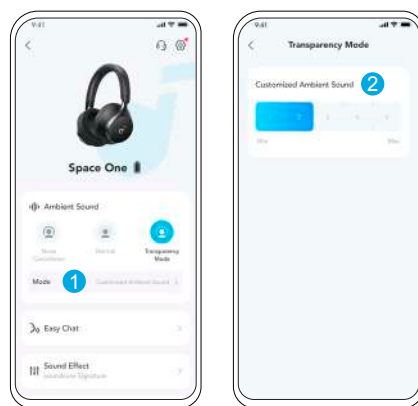 9:41
Space One
Ambient Sound
Noise Cancellation
Normal
Transparency Mode
Mode
1
Customized Ambient Sound
Easy Chat
Sound Effect
soundcore Signature
9:41
Transparency Mode
Customized Ambient Sound
2
2 3 4 5
Min Max